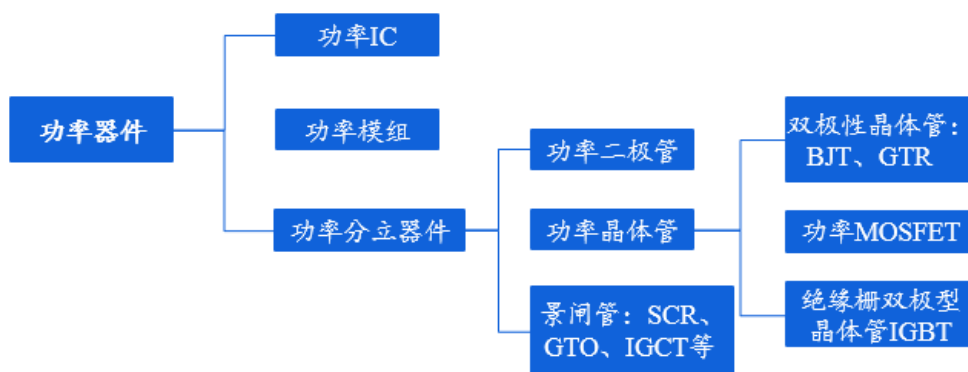 功率器件
功率IC
功率模组
功率分立器件
功率二极管
功率晶体管
景闸管：SCR、
GTO、IGCT等
双极性晶体管：
BJT、GTR
功率MOSFET
绝缘栅双极型
晶体管IGBT